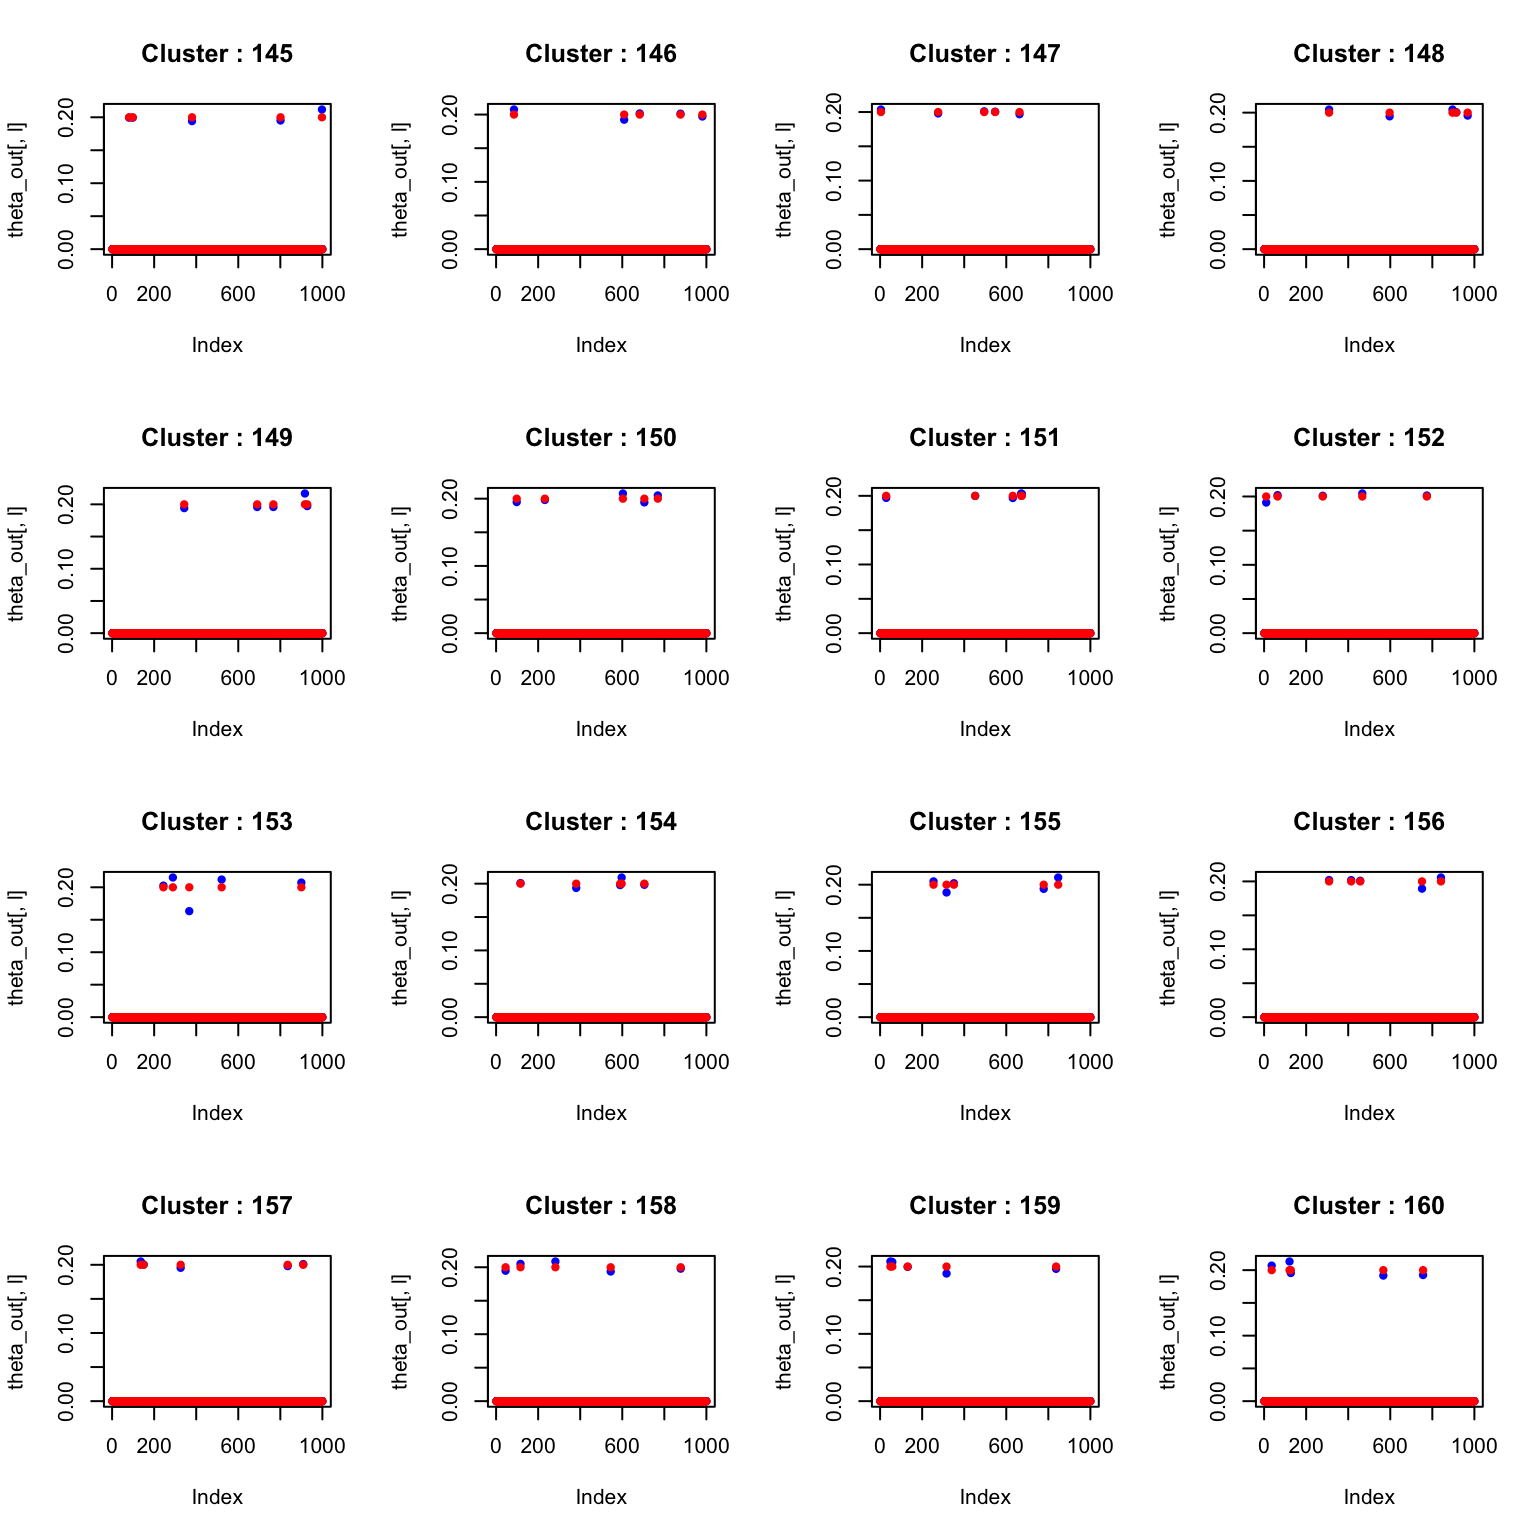 Cluster : 145
theta_out[, l]
0.00 0.10 0.20
0 200 600 1000
Index
Cluster : 146
theta_out[, l]
0.00 0.10 0.20
0 200 600 1000
Index
Cluster : 147
theta_out[, l]
0.00 0.10 0.20
0 200 600 1000
Index
Cluster : 148
theta_out[, l]
0.00 0.10 0.20
0 200 600 1000
Index
Cluster : 149
theta_out[, l]
0.00 0.10 0.20
0 200 600 1000
Index
Cluster : 150
theta_out[, l]
0.00 0.10 0.20
0 200 600 1000
Index
Cluster : 151
theta_out[, l]
0.00 0.10 0.20
0 200 600 1000
Index
Cluster : 152
theta_out[, l]
0.00 0.10 0.20
0 200 600 1000
Index
Cluster : 153
theta_out[, l]
0.00 0.10 0.20
0 200 600 1000
Index
Cluster : 154
theta_out[, l]
0.00 0.10 0.20
0 200 600 1000
Index
Cluster : 155
theta_out[, l]
0.00 0.10 0.20
0 200 600 1000
Index
Cluster : 156
theta_out[, l]
0.00 0.10 0.20
0 200 600 1000
Index
Cluster : 157
theta_out[, l]
0.00 0.10 0.20
0 200 600 1000
Index
Cluster : 158
theta_out[, l]
0.00 0.10 0.20
0 200 600 1000
Index
Cluster : 159
theta_out[, l]
0.00 0.10 0.20
0 200 600 1000
Index
Cluster : 160
theta_out[, l]
0.00 0.10 0.20
0 200 600 1000
Index